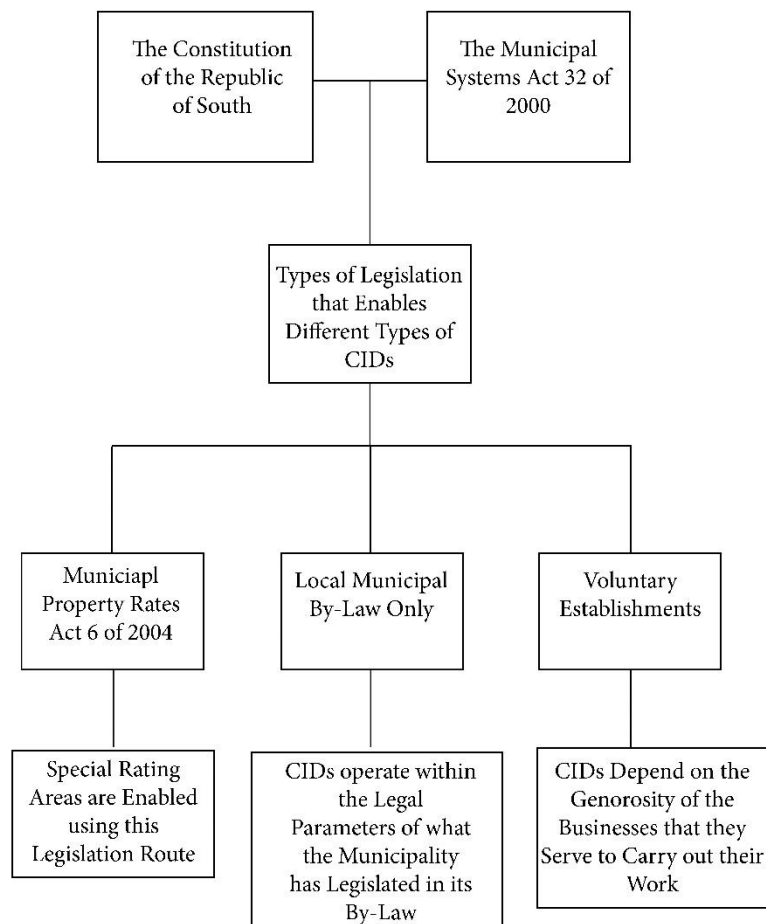 The Constitution
of the Republic
of South
The Municipal
Systems Act 32 of
2000
Types of Legislation
that Enables
Different Types of
CIDs
Municiapl
Property Rates
Act 6 of 2004
Local Municipal
By-Law Only
Voluntary
Establishments
Special Rating
Areas are Enabled
using this
Legislation Route
CIDs operate within
the Legal
Parameters of what
the Municipality
has Legislated in its
By-Law
CIDs Depend on the
Genorosity of the
Businesses that they
Serve to Carry out their
Work